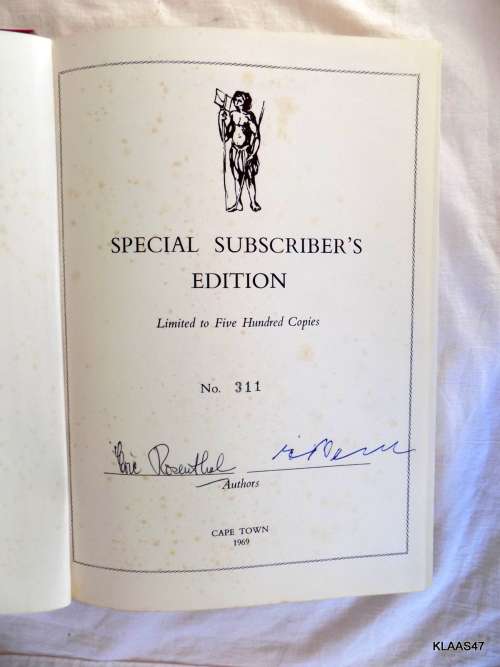 SPECIAL SUBSCRIBER'S
EDITION
Limited to Five Hundred Copies
No. 311
Eric Rosenthal
Authors
CAPE TOWN
1969
KLAAS47